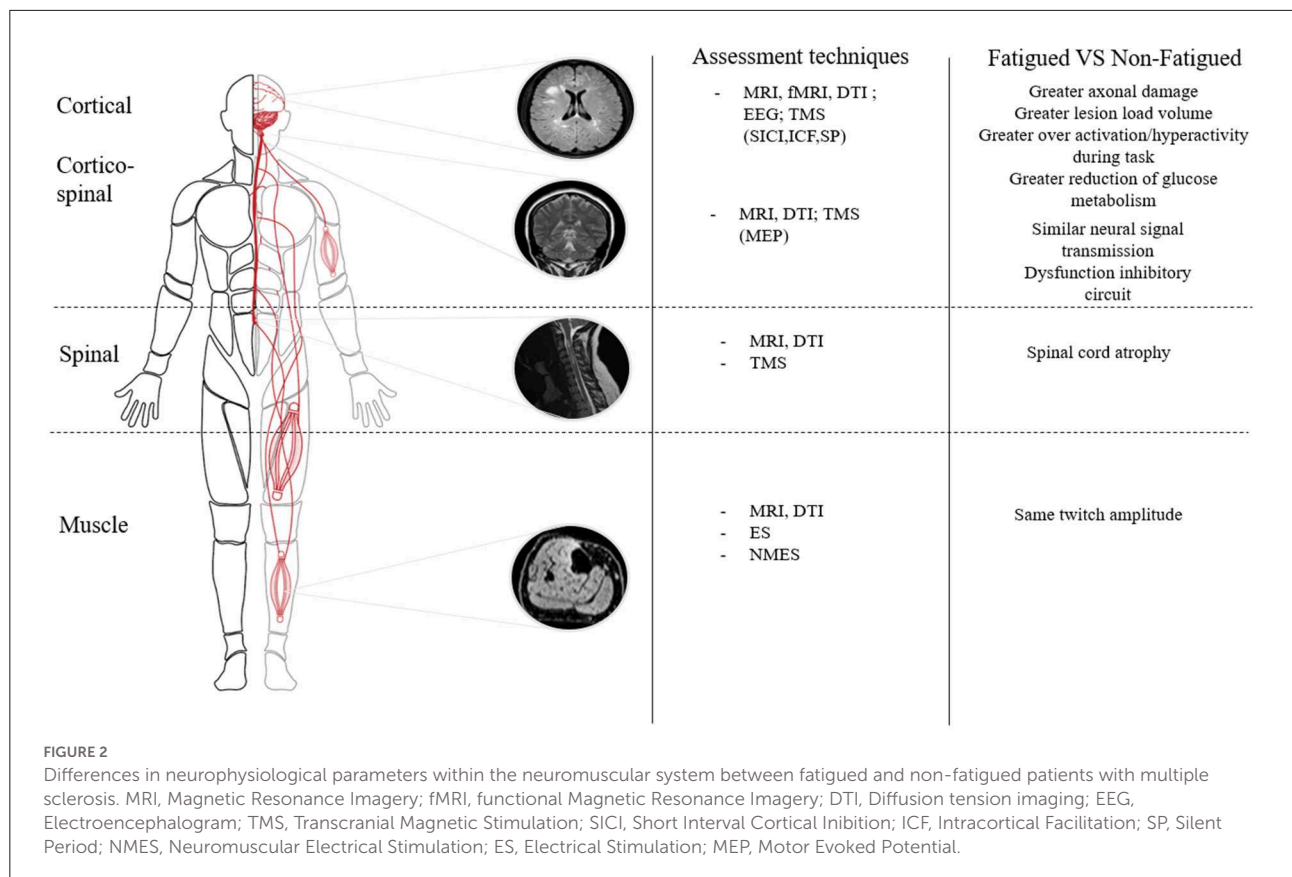 Assessment techniques
Fatigued VS Non-Fatigued
Cortical
Cortico-
spinal
- MRI, fMRI, DTI ;
EEG; TMS
(SICI,ICF,SP)
- MRI, DTI; TMS
(MEP)
Greater axonal damage
Greater lesion load volume
Greater over activation/hyperactivity
during task
Greater reduction of glucose
metabolism
Similar neural signal
transmission
Dysfunction inhibitory
circuit
Spinal
- MRI, DTI
- TMS
Spinal cord atrophy
Muscle
- MRI, DTI
- ES
- NMES
Same twitch amplitude
FIGURE 2
Differences in neurophysiological parameters within the neuromuscular system between fatigued and non-fatigued patients with multiple
sclerosis. MRI, Magnetic Resonance Imagery; fMRI, functional Magnetic Resonance Imagery; DTI, Diffusion tension imaging; EEG,
Electroencephalogram; TMS, Transcranial Magnetic Stimulation; SICI, Short Interval Cortical Inibition; ICF, Intracortical Facilitation; SP, Silent
Period; NMES, Neuromuscular Electrical Stimulation; ES, Electrical Stimulation; MEP, Motor Evoked Potential.